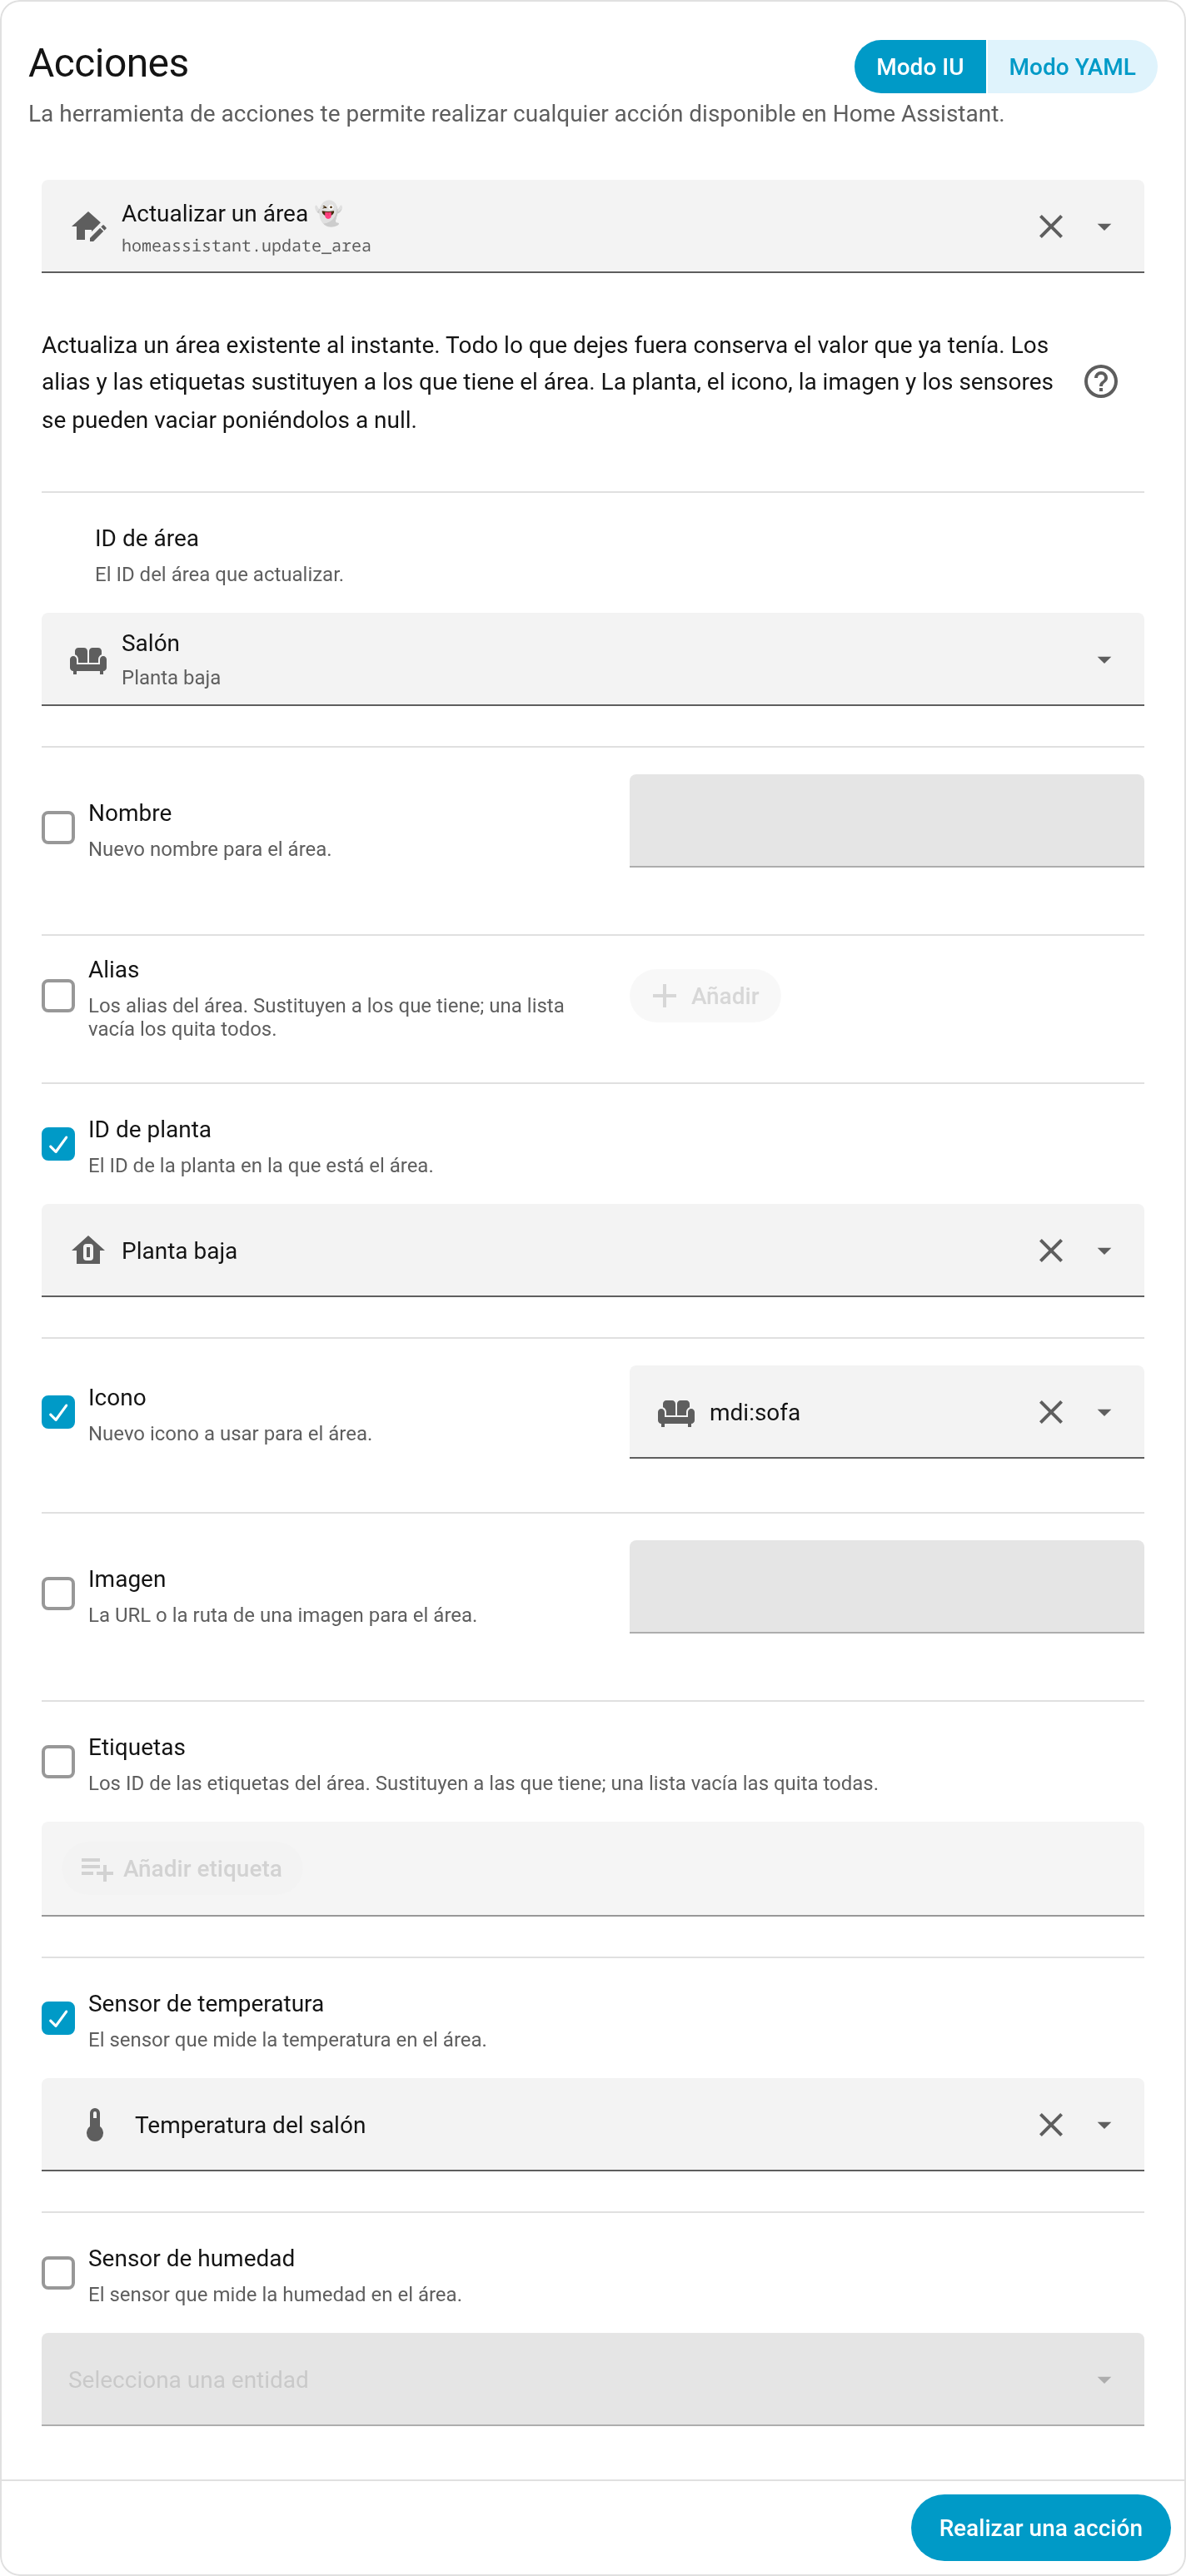 Acciones
Modo IU
Modo YAML
La herramienta de acciones te permite realizar cualquier acción disponible en Home Assistant.
Actualizar un área 👻
homeassistant.update_area
Actualiza un área existente al instante. Todo lo que dejes fuera conserva el valor que ya tenía. Los
alias y las etiquetas sustituyen a los que tiene el área. La planta, el icono, la imagen y los sensores
se pueden vaciar poniéndolos a null.
ID de área
El ID del área que actualizar.
Salón
Planta baja
Nombre
Nuevo nombre para el área.
Alias
Los alias del área. Sustituyen a los que tiene; una lista
vacía los quita todos.
Añadir
ID de planta
El ID de la planta en la que está el área.
Planta baja
Icono
Nuevo icono a usar para el área.
mdi:sofa
Imagen
La URL o la ruta de una imagen para el área.
Etiquetas
Los ID de las etiquetas del área. Sustituyen a las que tiene; una lista vacía las quita todas.
Añadir etiqueta
Sensor de temperatura
El sensor que mide la temperatura en el área.
Temperatura del salón
Sensor de humedad
El sensor que mide la humedad en el área.
Selecciona una entidad
Realizar una acción